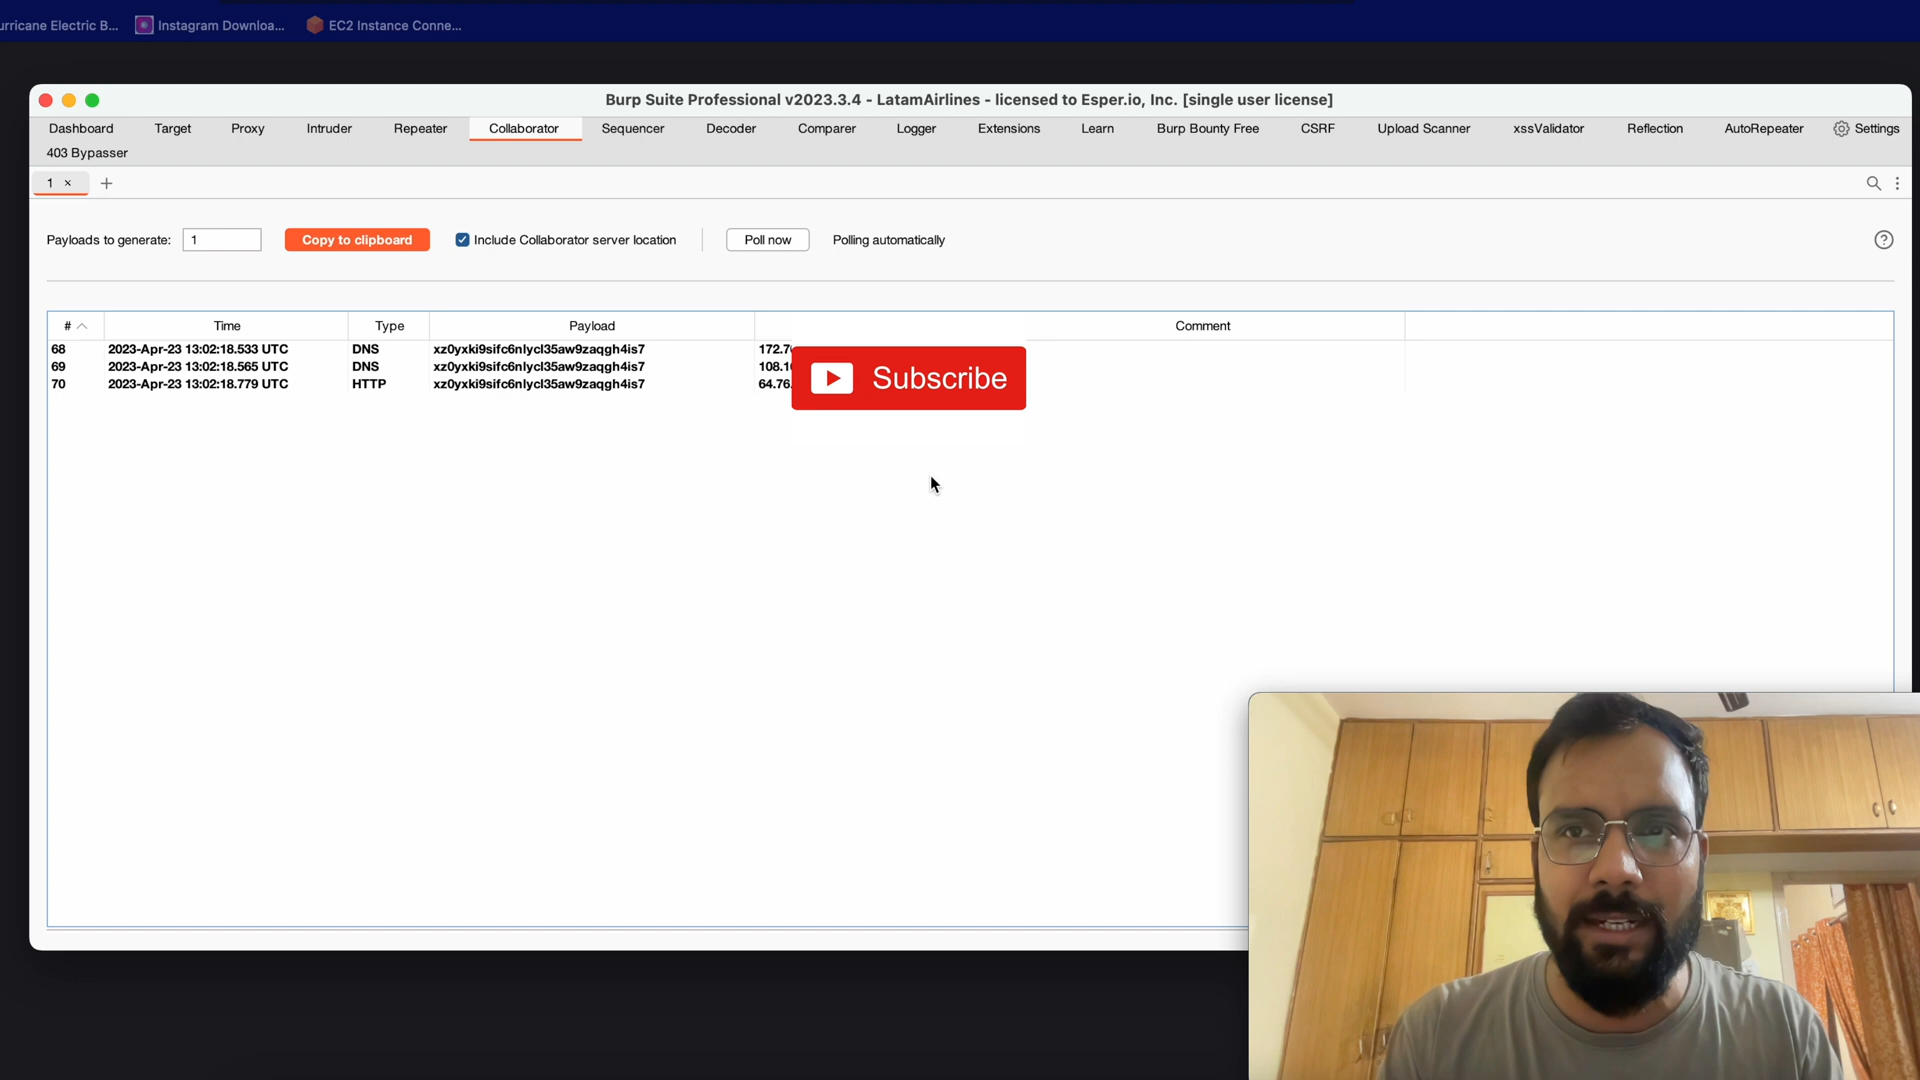 urricane Electric B...
Instagram Downloa...
EC2 Instance Conne...
Burp Suite Professional v2023.3.4 - LatamAirlines - licensed to Esper.io, Inc. [single user license]
Dashboard Target Proxy Intruder Repeater Collaborator Sequencer Decoder Comparer Logger Extensions Learn Burp Bounty Free CSRF Upload Scanner xssValidator Reflection AutoRepeater Settings
403 Bypasser
1 × +
Payloads to generate: 1 Copy to clipboard Include Collaborator server location Poll now Polling automatically ?
# Time Type Payload Comment
68 2023-Apr-23 13:02:18.533 UTC DNS xz0yxki9sifc6nlycl35aw9zaqgh4is7 172.7
69 2023-Apr-23 13:02:18.565 UTC DNS xz0yxki9sifc6nlycl35aw9zaqgh4is7 108.1
70 2023-Apr-23 13:02:18.779 UTC HTTP xz0yxki9sifc6nlycl35aw9zaqgh4is7 64.76.
Subscribe